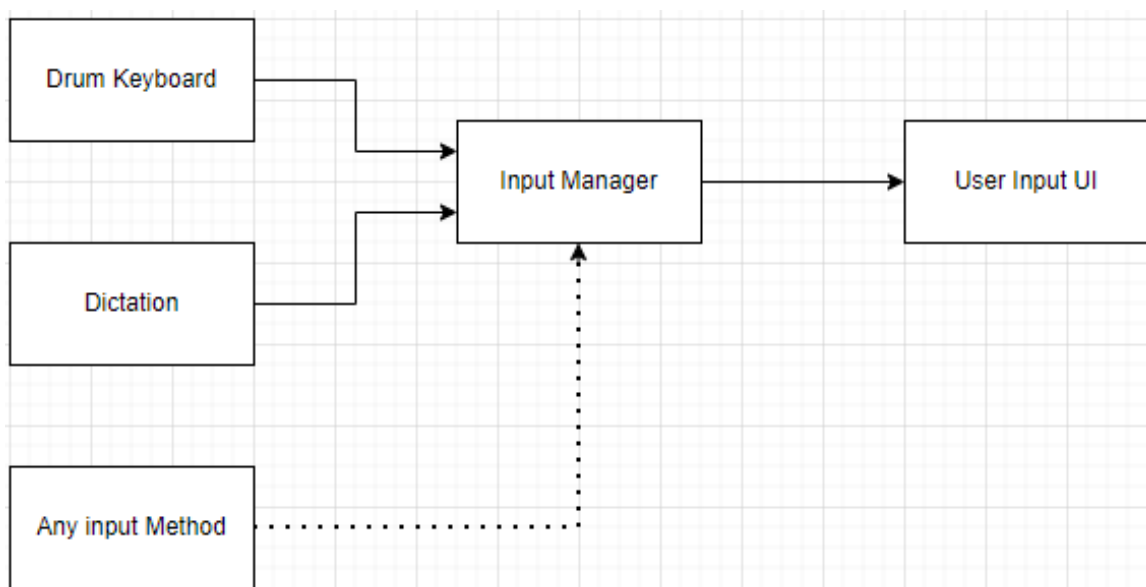 Drum Keyboard
Input Manager
User Input UI
Dictation
Any input Method